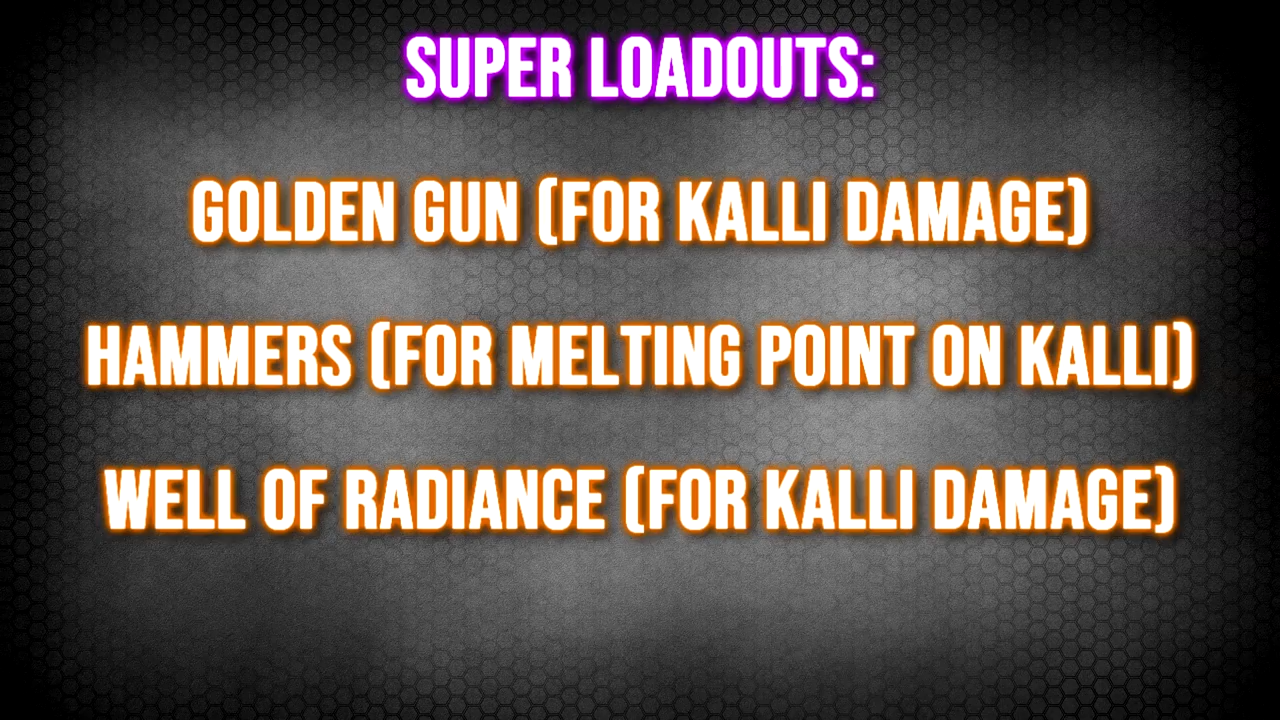 SUPER LOADOUTS:
GOLDEN GUN (FOR KALLI DAMAGE)
HAMMERS (FOR MELTING POINT ON KALLI)
WELL OF RADIANCE (FOR KALLI DAMAGE)